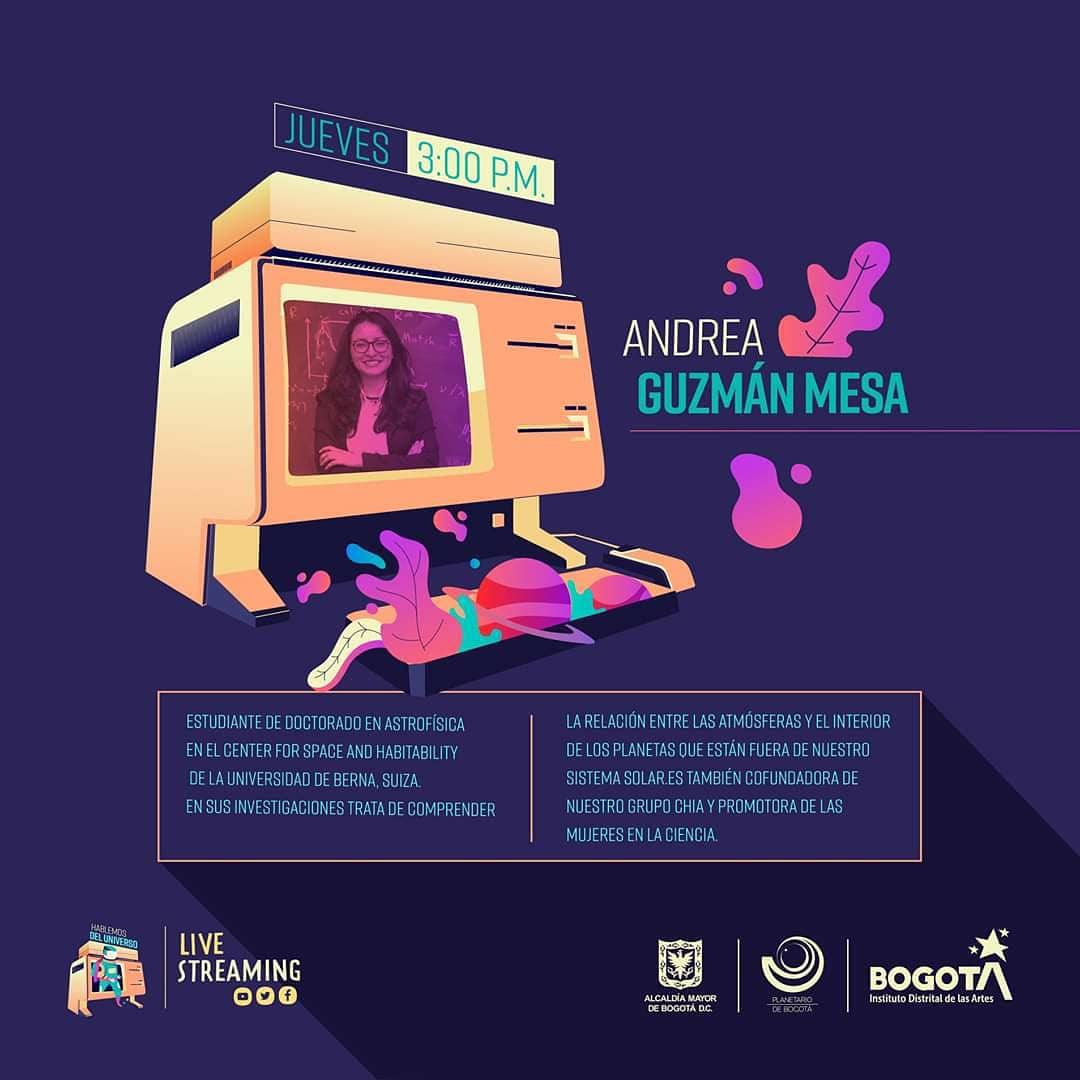 JUEVES 3:00 P.M.
ANDREA
GUZMÁN MESA
ESTUDIANTE DE DOCTORADO EN ASTROFÍSICA
EN EL CENTER FOR SPACE AND HABITABILITY
DE LA UNIVERSIDAD DE BERNA, SUIZA.
EN SUS INVESTIGACIONES TRATA DE COMPRENDER
LA RELACIÓN ENTRE LAS ATMÓSFERAS Y EL INTERIOR
DE LOS PLANETAS QUE ESTÁN FUERA DE NUESTRO
SISTEMA SOLAR.ES TAMBIÉN COFUNDADORA DE
NUESTRO GRUPO CHIA Y PROMOTORA DE LAS
MUJERES EN LA CIENCIA.
HABLEMOS
DEL UNIVERSO
LIVE
STREAMING
ALCALDÍA MAYOR
DE BOGOTÁ D.C.
PLANETARIO
DE BOGOTÁ
BOGOTÁ
Instituto Distrital de las Artes